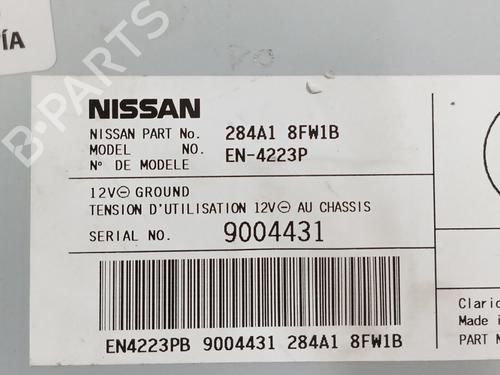 ÍA
B-PARTS
NISSAN
NISSAN PART No. 284A1 8FW1B
MODEL NO. EN-4223P
Nº DE MODELE
12V⊖ GROUND
TENSION D'UTILISATION 12V⊖ AU CHASSIS
SERIAL NO. 9004431
EN4223PB 9004431 284A1 8FW1B
Made
PART